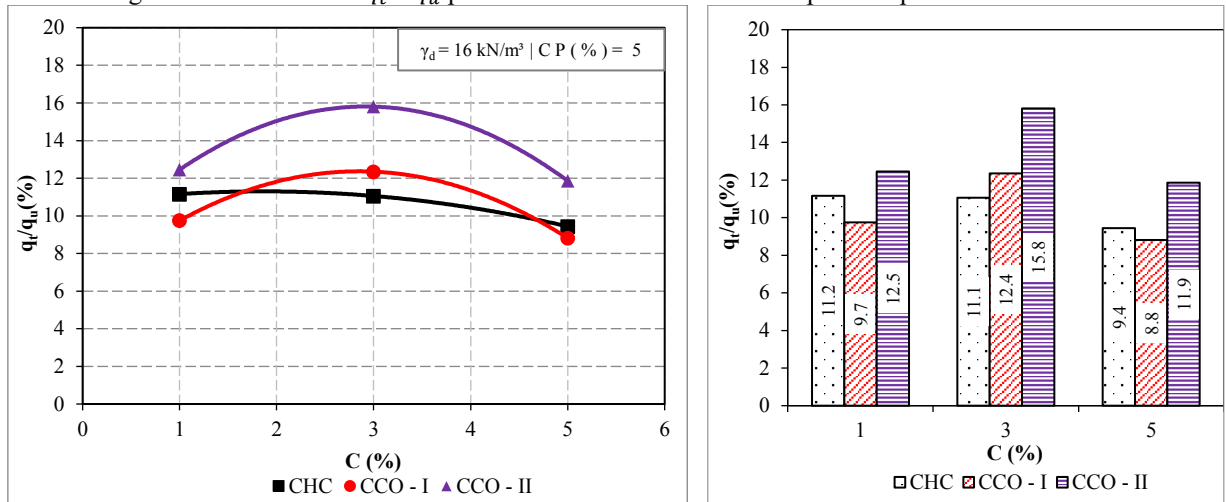 20
18
16
14
12
10
8
6
4
2
0
qt/qu(%)
γd = 16 kN/m³ | C P ( % ) = 5
0 1 2 3 4 5 6
C (%)
CHC CCO - I CCO - II
20
18
16
14
12
10
8
6
4
2
0
qt/qu(%)
11.2 9.7 12.5 11.1 12.4 15.8 9.4 8.8 11.9
1 3 5
C (%)
CHC CCO - I CCO - II